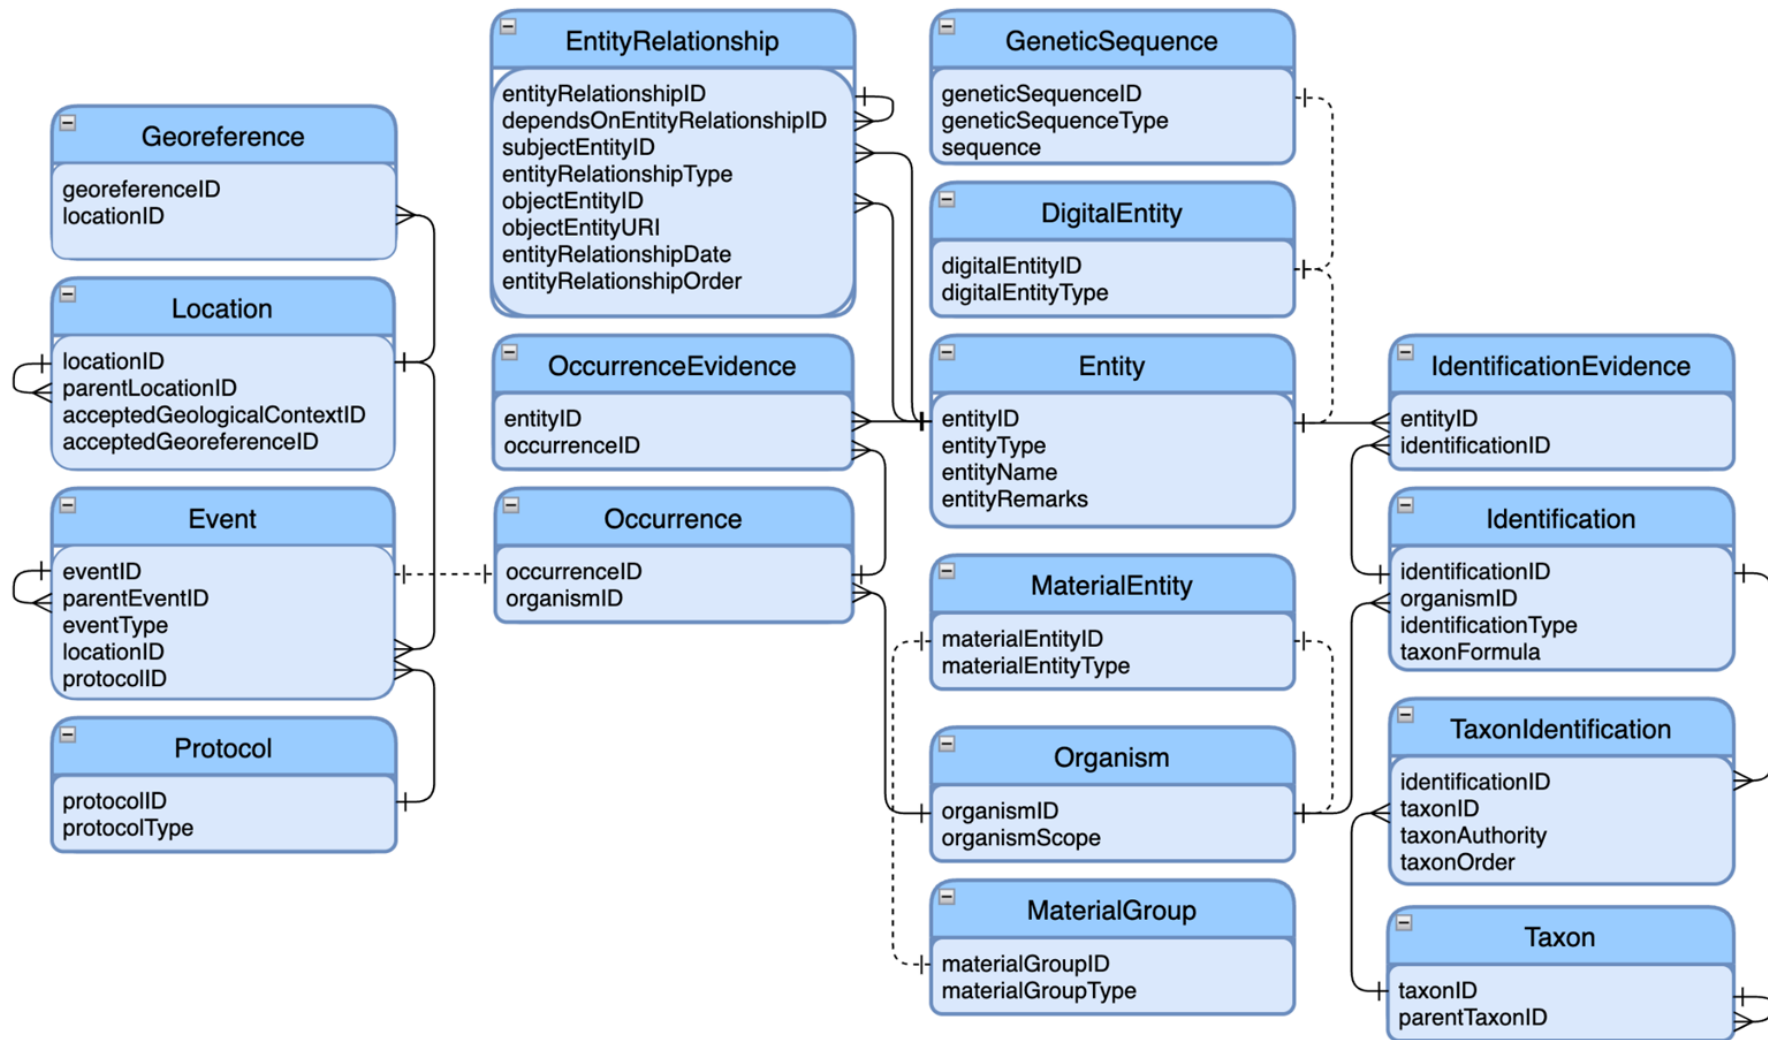 Georeference
georeferenceID
locationID
Location
locationID
parentLocationID
acceptedGeologicalContextID
acceptedGeoreferenceID
Event
eventID
parentEventID
eventType
locationID
protocolID
Protocol
protocolID
protocolType
EntityRelationship
entityRelationshipID
dependsOnEntityRelationshipID
subjectEntityID
entityRelationshipType
objectEntityID
objectEntityURI
entityRelationshipDate
entityRelationshipOrder
OccurrenceEvidence
entityID
occurrenceID
Occurrence
occurrenceID
organismID
GeneticSequence
geneticSequenceID
geneticSequenceType
sequence
DigitalEntity
digitalEntityID
digitalEntityType
Entity
entityID
entityType
entityName
entityRemarks
MaterialEntity
materialEntityID
materialEntityType
Organism
organismID
organismScope
MaterialGroup
materialGroupID
materialGroupType
IdentificationEvidence
entityID
identificationID
Identification
identificationID
organismID
identificationType
taxonFormula
TaxonIdentification
identificationID
taxonID
taxonAuthority
taxonOrder
Taxon
taxonID
parentTaxonID